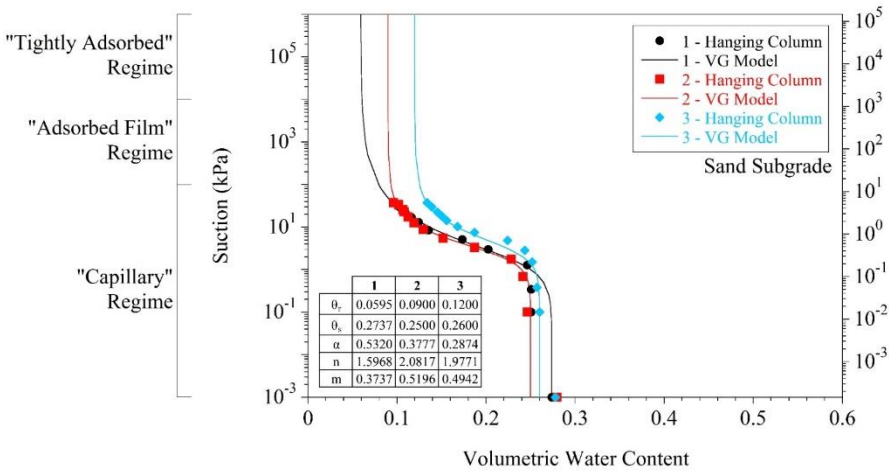 "Tightly Adsorbed"
Regime
"Adsorbed Film"
Regime
"Capillary"
Regime
Suction (kPa)
10^5
10^3
10^1
10^-1
10^-3
1 - Hanging Column
1 - VG Model
2 - Hanging Column
2 - VG Model
3 - Hanging Column
3 - VG Model
Sand Subgrade
10^5
10^4
10^3
10^2
10^1
10^0
10^-1
10^-2
1 2 3
θr 0.0595 0.0900 0.1200
θs 0.2737 0.2500 0.2600
α 0.5320 0.3777 0.2874
n 1.5968 2.0817 1.9771
m 0.3737 0.5196 0.4942
0 0.1 0.2 0.3 0.4 0.5 0.6
Volumetric Water Content